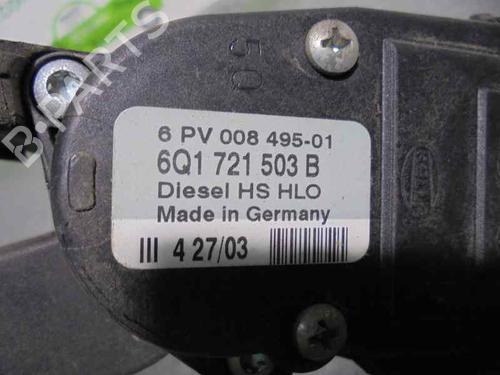 50
6 PV 008 495-01
6Q1 721 503 B
Diesel HS HLO
Made in Germany
||| 4 27/03
B-Parts
HELLA